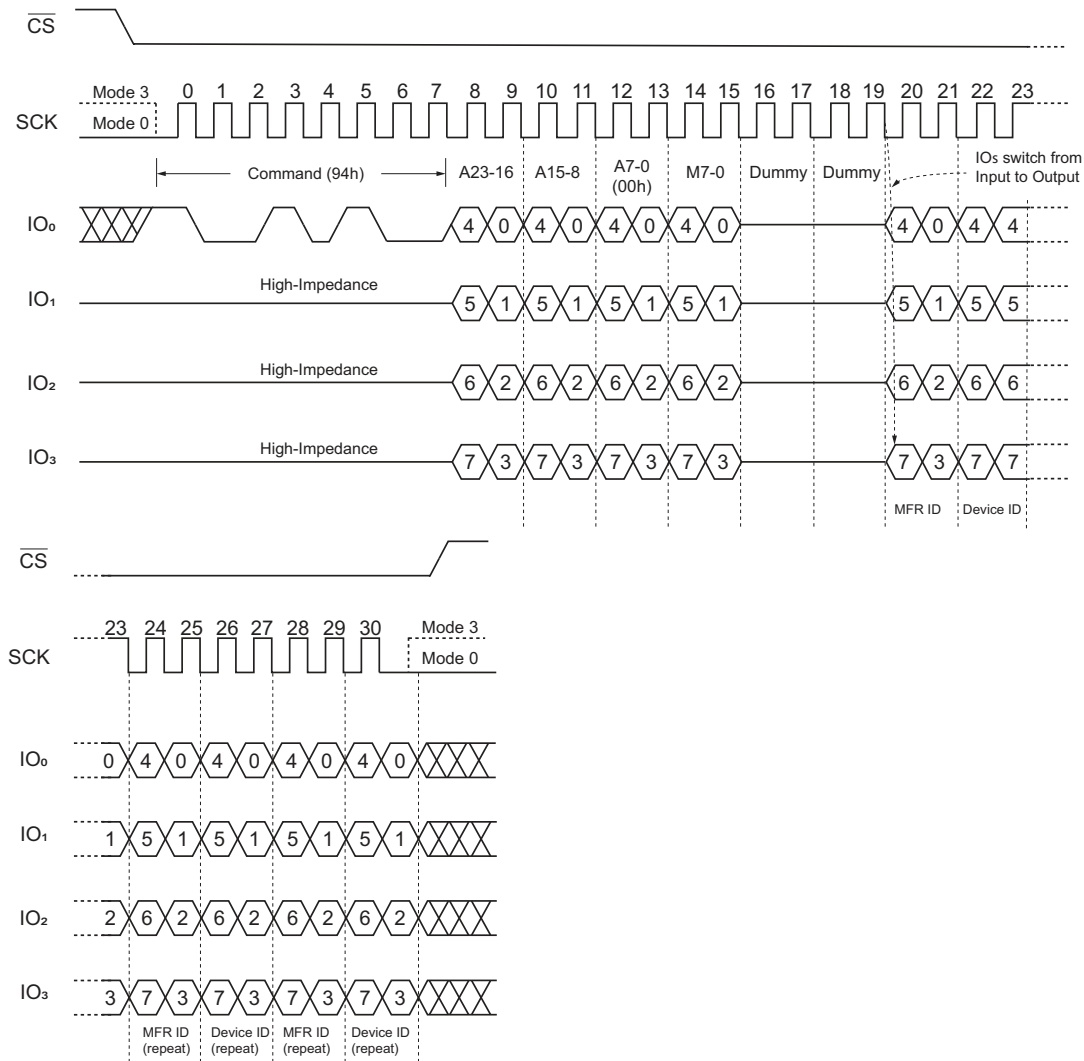 CS
Mode 3 0 1 2 3 4 5 6 7 8 9 10 11 12 13 14 15 16 17 18 19 20 21 22 23
SCK Mode 0
Command (94h) A23-16 A15-8 A7-0 (00h) M7-0 Dummy Dummy IOs switch from Input to Output
IO₀ 4 0 4 0 4 0 4 0 4 0 4 4
IO₁ High-Impedance 5 1 5 1 5 1 5 1 5 1 5 5
IO₂ High-Impedance 6 2 6 2 6 2 6 2 6 2 6 6
IO₃ High-Impedance 7 3 7 3 7 3 7 3 7 3 7 7
MFR ID Device ID
CS
23 24 25 26 27 28 29 30 Mode 3
SCK Mode 0
IO₀ 0 4 0 4 0 4 0 4 0
IO₁ 1 5 1 5 1 5 1 5 1
IO₂ 2 6 2 6 2 6 2 6 2
IO₃ 3 7 3 7 3 7 3 7 3
MFR ID (repeat) Device ID (repeat) MFR ID (repeat) Device ID (repeat)